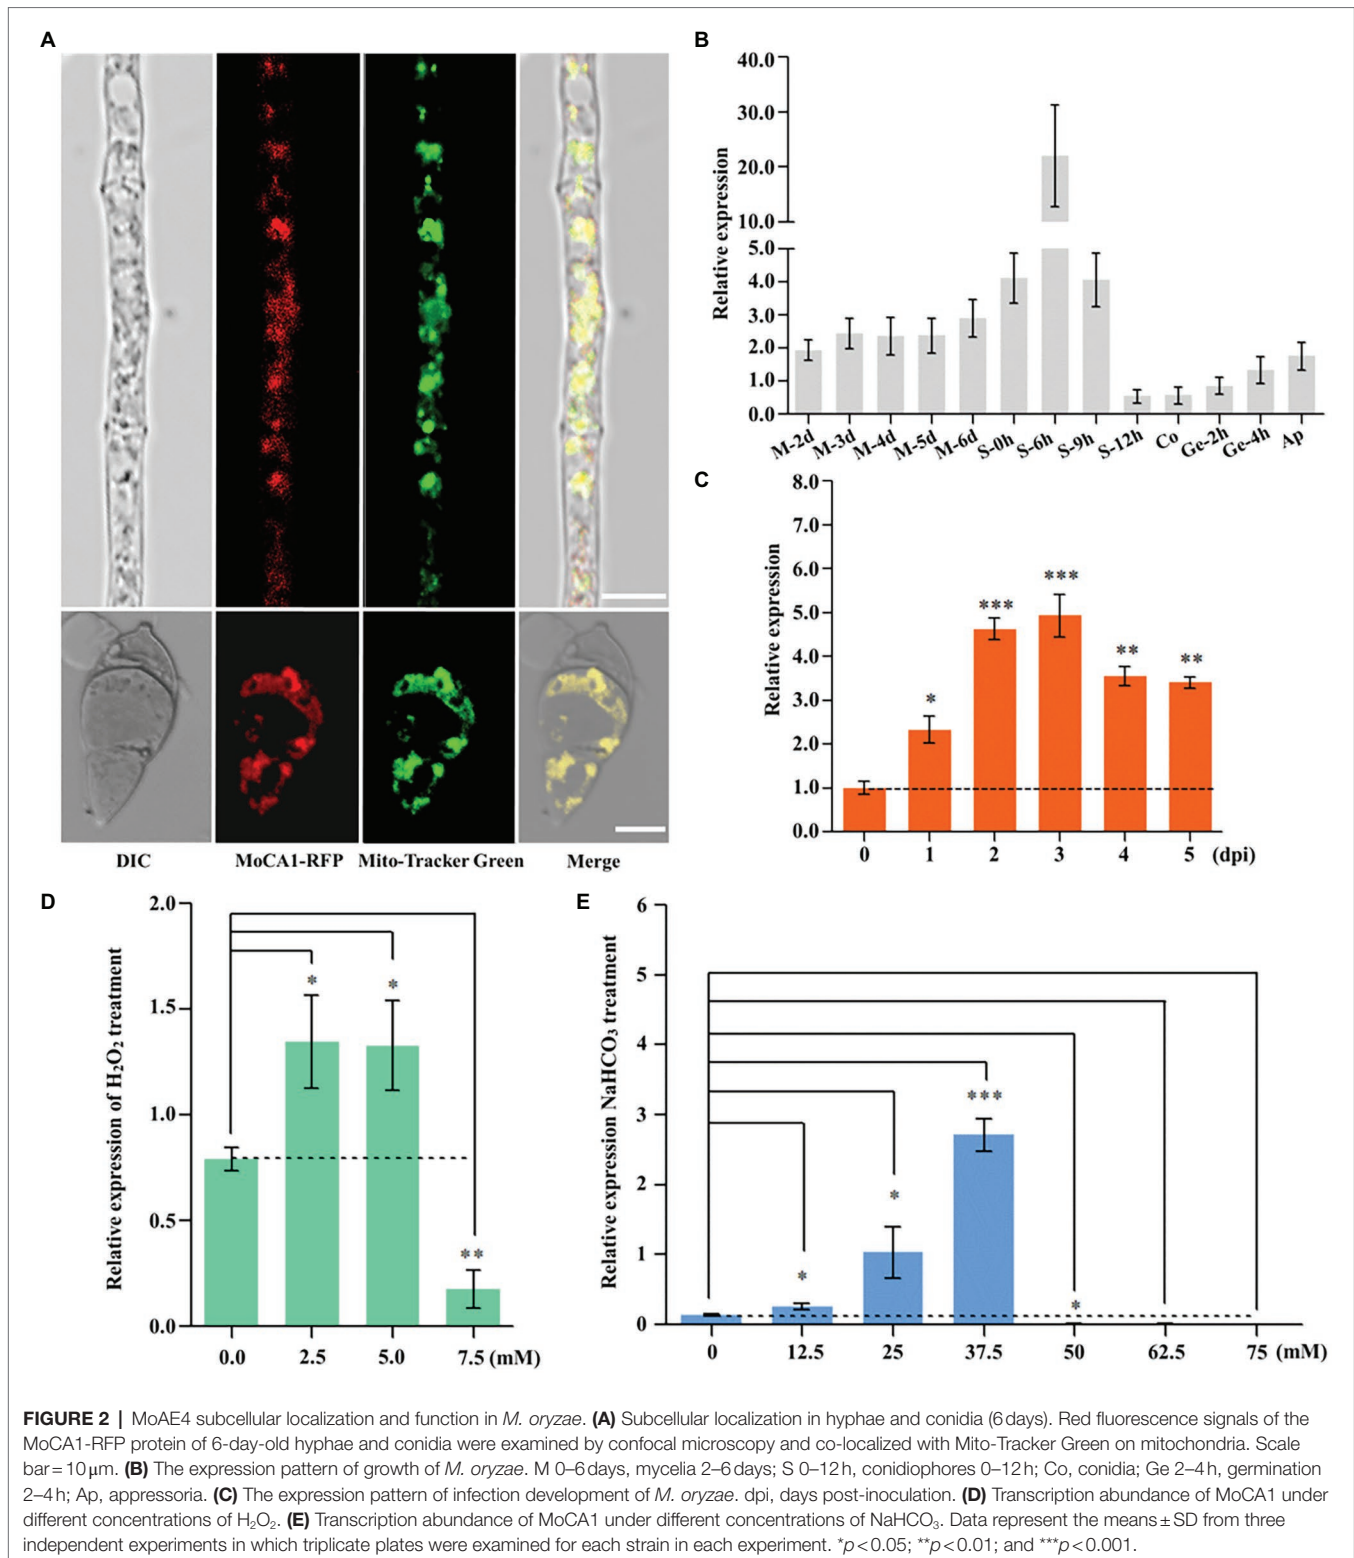 A
DIC
MoCA1-RFP
Mito-Tracker Green
Merge
B
Relative expression
40.0
30.0
20.0
10.0
5.0
4.0
3.0
2.0
1.0
0.0
M-2d
M-3d
M-4d
M-5d
M-6d
S-0h
S-6h
S-9h
S-12h
Co
Ge-2h
Ge-4h
Ap
C
Relative expression
8.0
7.0
6.0
5.0
4.0
3.0
2.0
1.0
0.0
*
***
***
**
**
0 1 2 3 4 5 (dpi)
D
Relative expression of H₂O₂ treatment
2.0
1.5
1.0
0.5
0.0
*
*
**
0.0 2.5 5.0 7.5 (mM)
E
Relative expression NaHCO₃ treatment
6
5
4
3
2
1
0
*
*
***
*
0 12.5 25 37.5 50 62.5 75 (mM)
FIGURE 2 | MoAE4 subcellular localization and function in M. oryzae. (A) Subcellular localization in hyphae and conidia (6 days). Red fluorescence signals of the
MoCA1-RFP protein of 6-day-old hyphae and conidia were examined by confocal microscopy and co-localized with Mito-Tracker Green on mitochondria. Scale
bar = 10 μm. (B) The expression pattern of growth of M. oryzae. M 0–6 days, mycelia 2–6 days; S 0–12 h, conidiophores 0–12 h; Co, conidia; Ge 2–4 h, germination
2–4 h; Ap, appressoria. (C) The expression pattern of infection development of M. oryzae. dpi, days post-inoculation. (D) Transcription abundance of MoCA1 under
different concentrations of H₂O₂. (E) Transcription abundance of MoCA1 under different concentrations of NaHCO₃. Data represent the means ± SD from three
independent experiments in which triplicate plates were examined for each strain in each experiment. *p < 0.05; **p < 0.01; and ***p < 0.001.